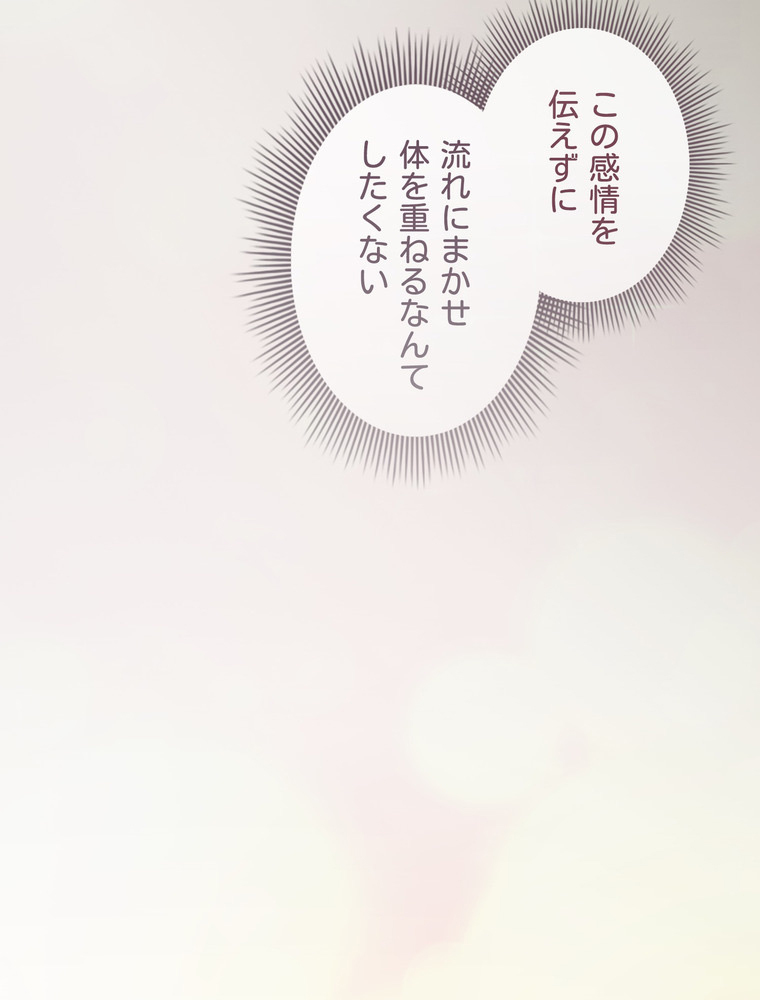 この感情を
伝えずに
流れにまかせ
体を重ねるなんて
したくない